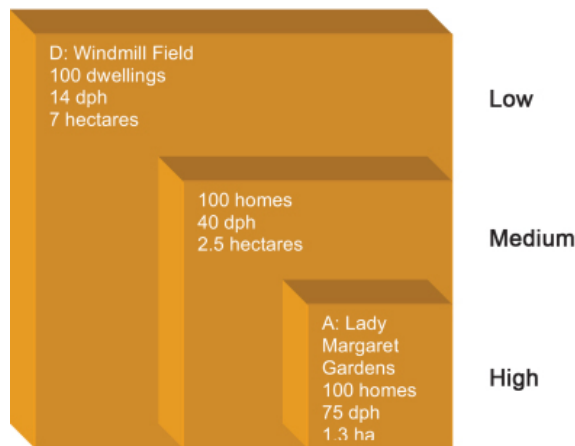 D: Windmill Field
100 dwellings
14 dph
7 hectares
Low
100 homes
40 dph
2.5 hectares
Medium
A: Lady
Margaret
Gardens
100 homes
75 dph
1.3 ha
High